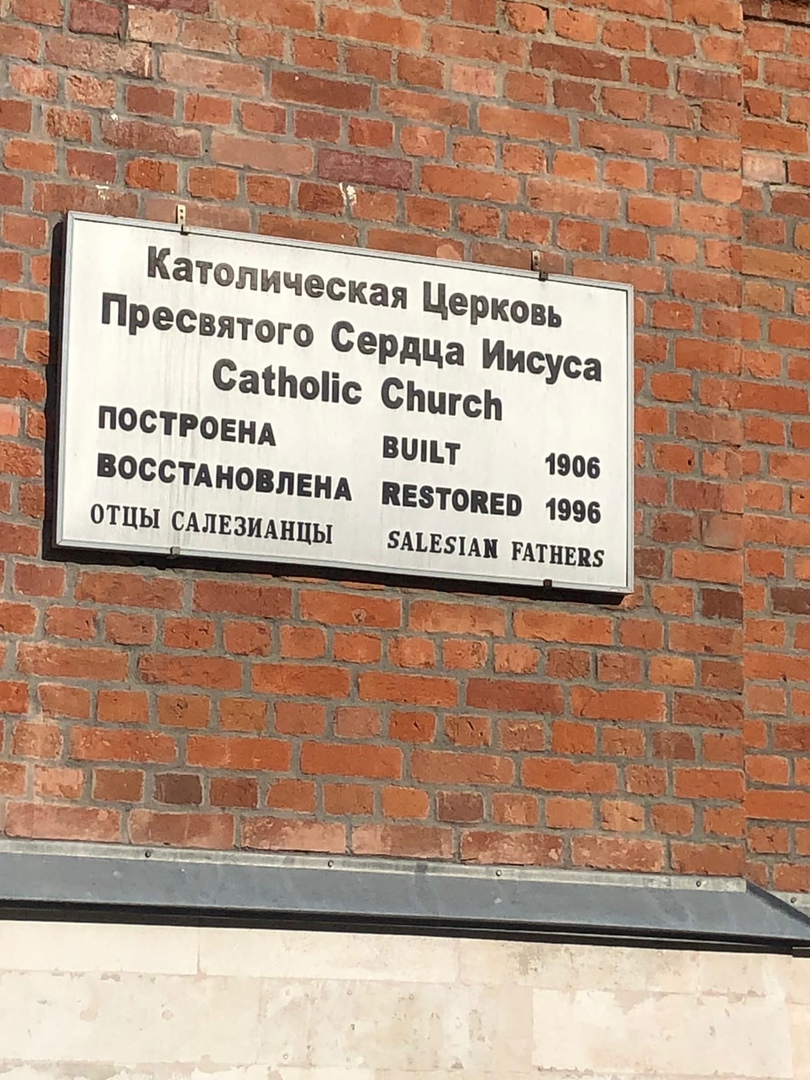 Католическая Церковь
Пресвятого Сердца Иисуса
Catholic Church
ПОСТРОЕНА BUILT 1906
ВОССТАНОВЛЕНА RESTORED 1996
ОТЦЫ САЛЕЗИАНЦЫ SALESIAN FATHERS